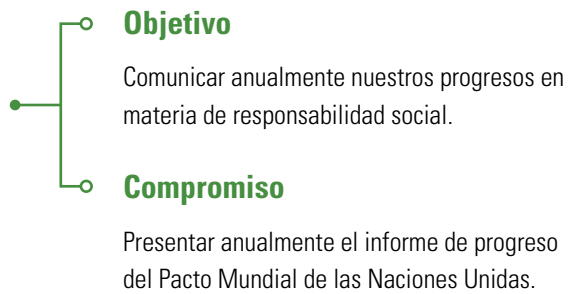 Objetivo
Comunicar anualmente nuestros progresos en
materia de responsabilidad social.
Compromiso
Presentar anualmente el informe de progreso
del Pacto Mundial de las Naciones Unidas.